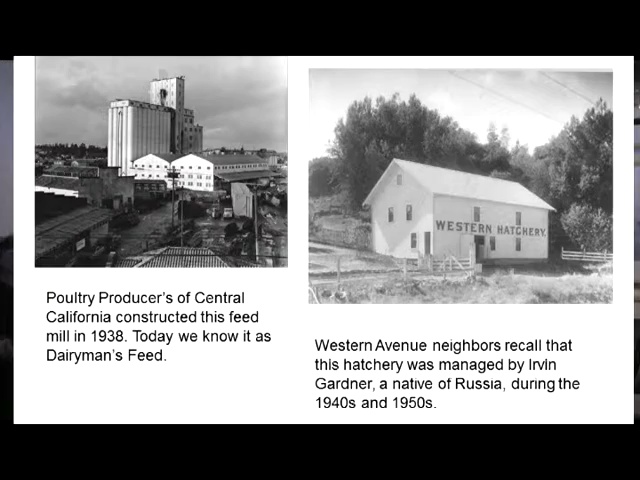 WESTERN HATCHERY.
Poultry Producer's of Central
California constructed this feed
mill in 1938. Today we know it as
Dairyman's Feed.
Western Avenue neighbors recall that
this hatchery was managed by Irvin
Gardner, a native of Russia, during the
1940s and 1950s.